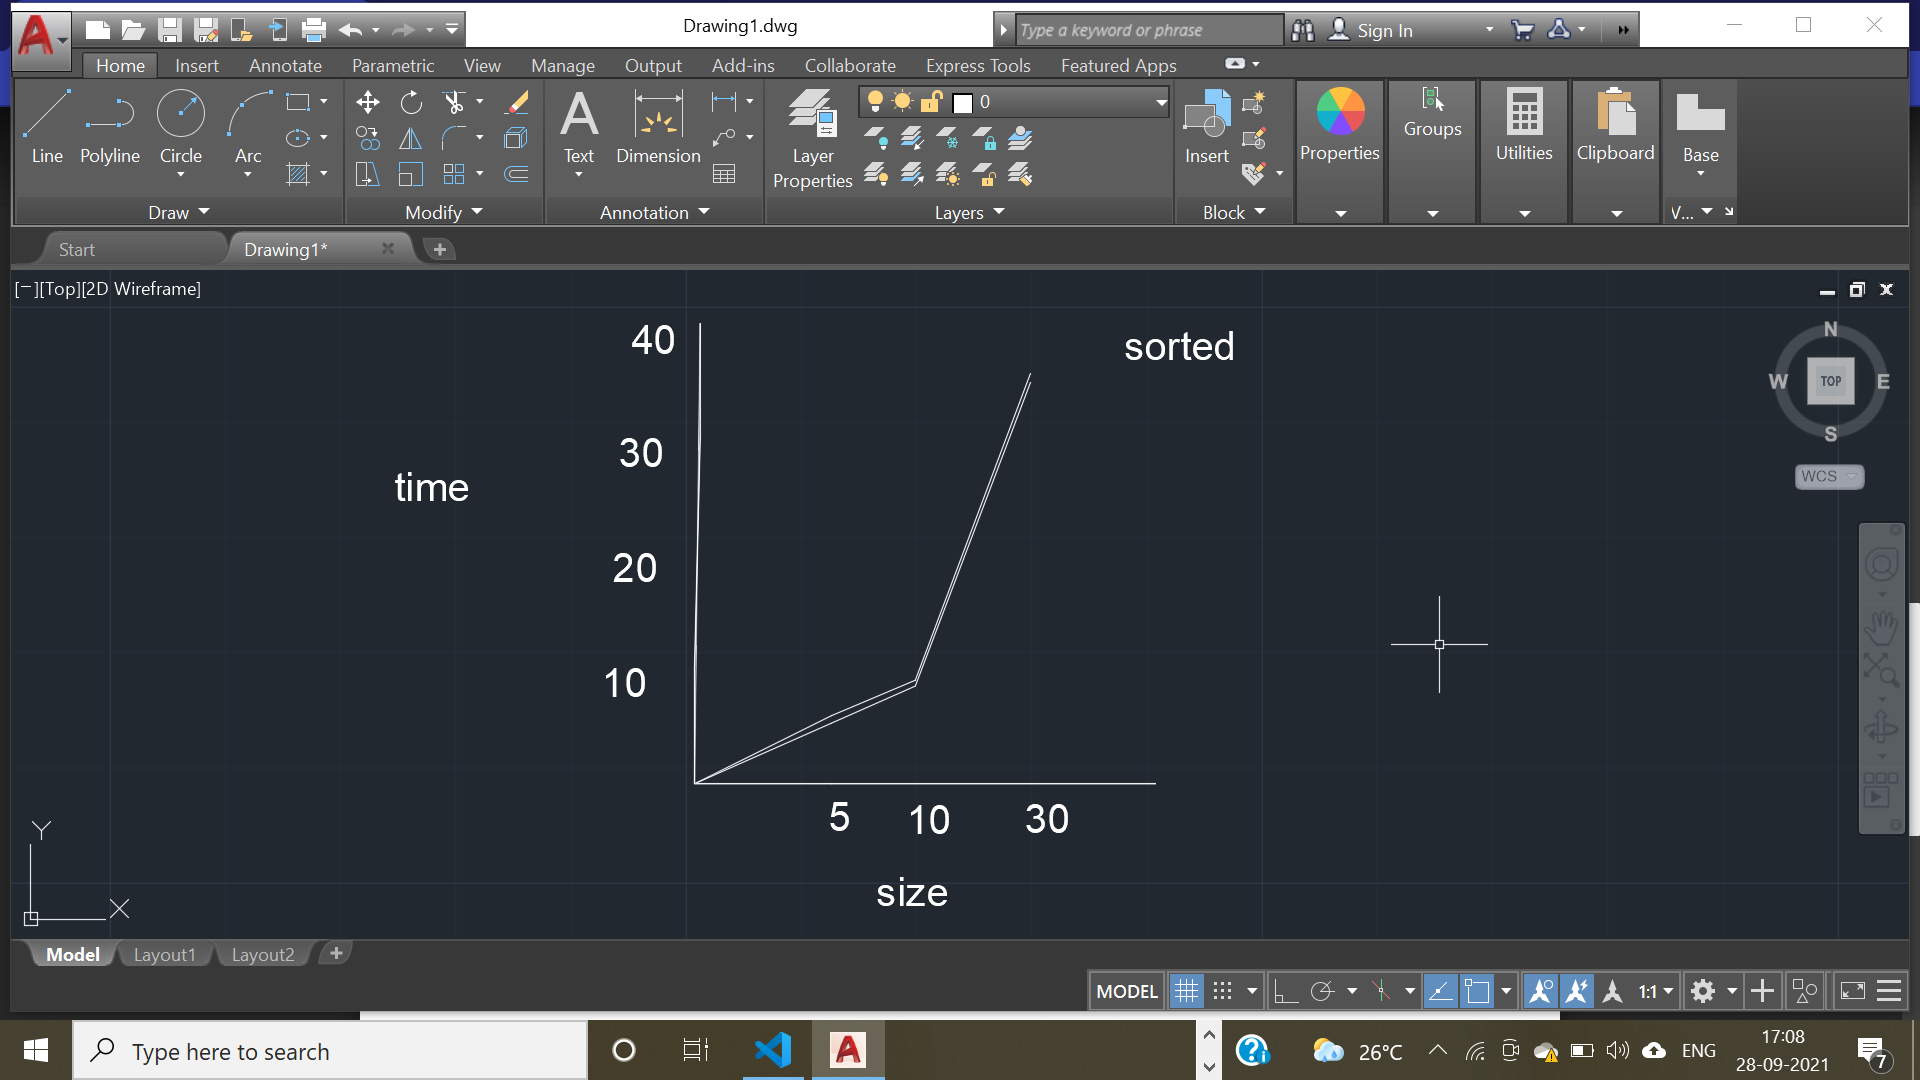 Drawing1.dwg
Type a keyword or phrase
Sign In
Home Insert Annotate Parametric View Manage Output Add-ins Collaborate Express Tools Featured Apps
0
Line Polyline Circle Arc Text Dimension Layer Properties Insert Properties Groups Utilities Clipboard Base
Draw Modify Annotation Layers Block V...
Start Drawing1*
[−][Top][2D Wireframe]
40
sorted
N
W TOP E
S
30
WCS
time
20
10
5 10 30
Y
size
X
Model Layout1 Layout2
MODEL 1:1
Type here to search
26°C ENG
17:08
28-09-2021
7